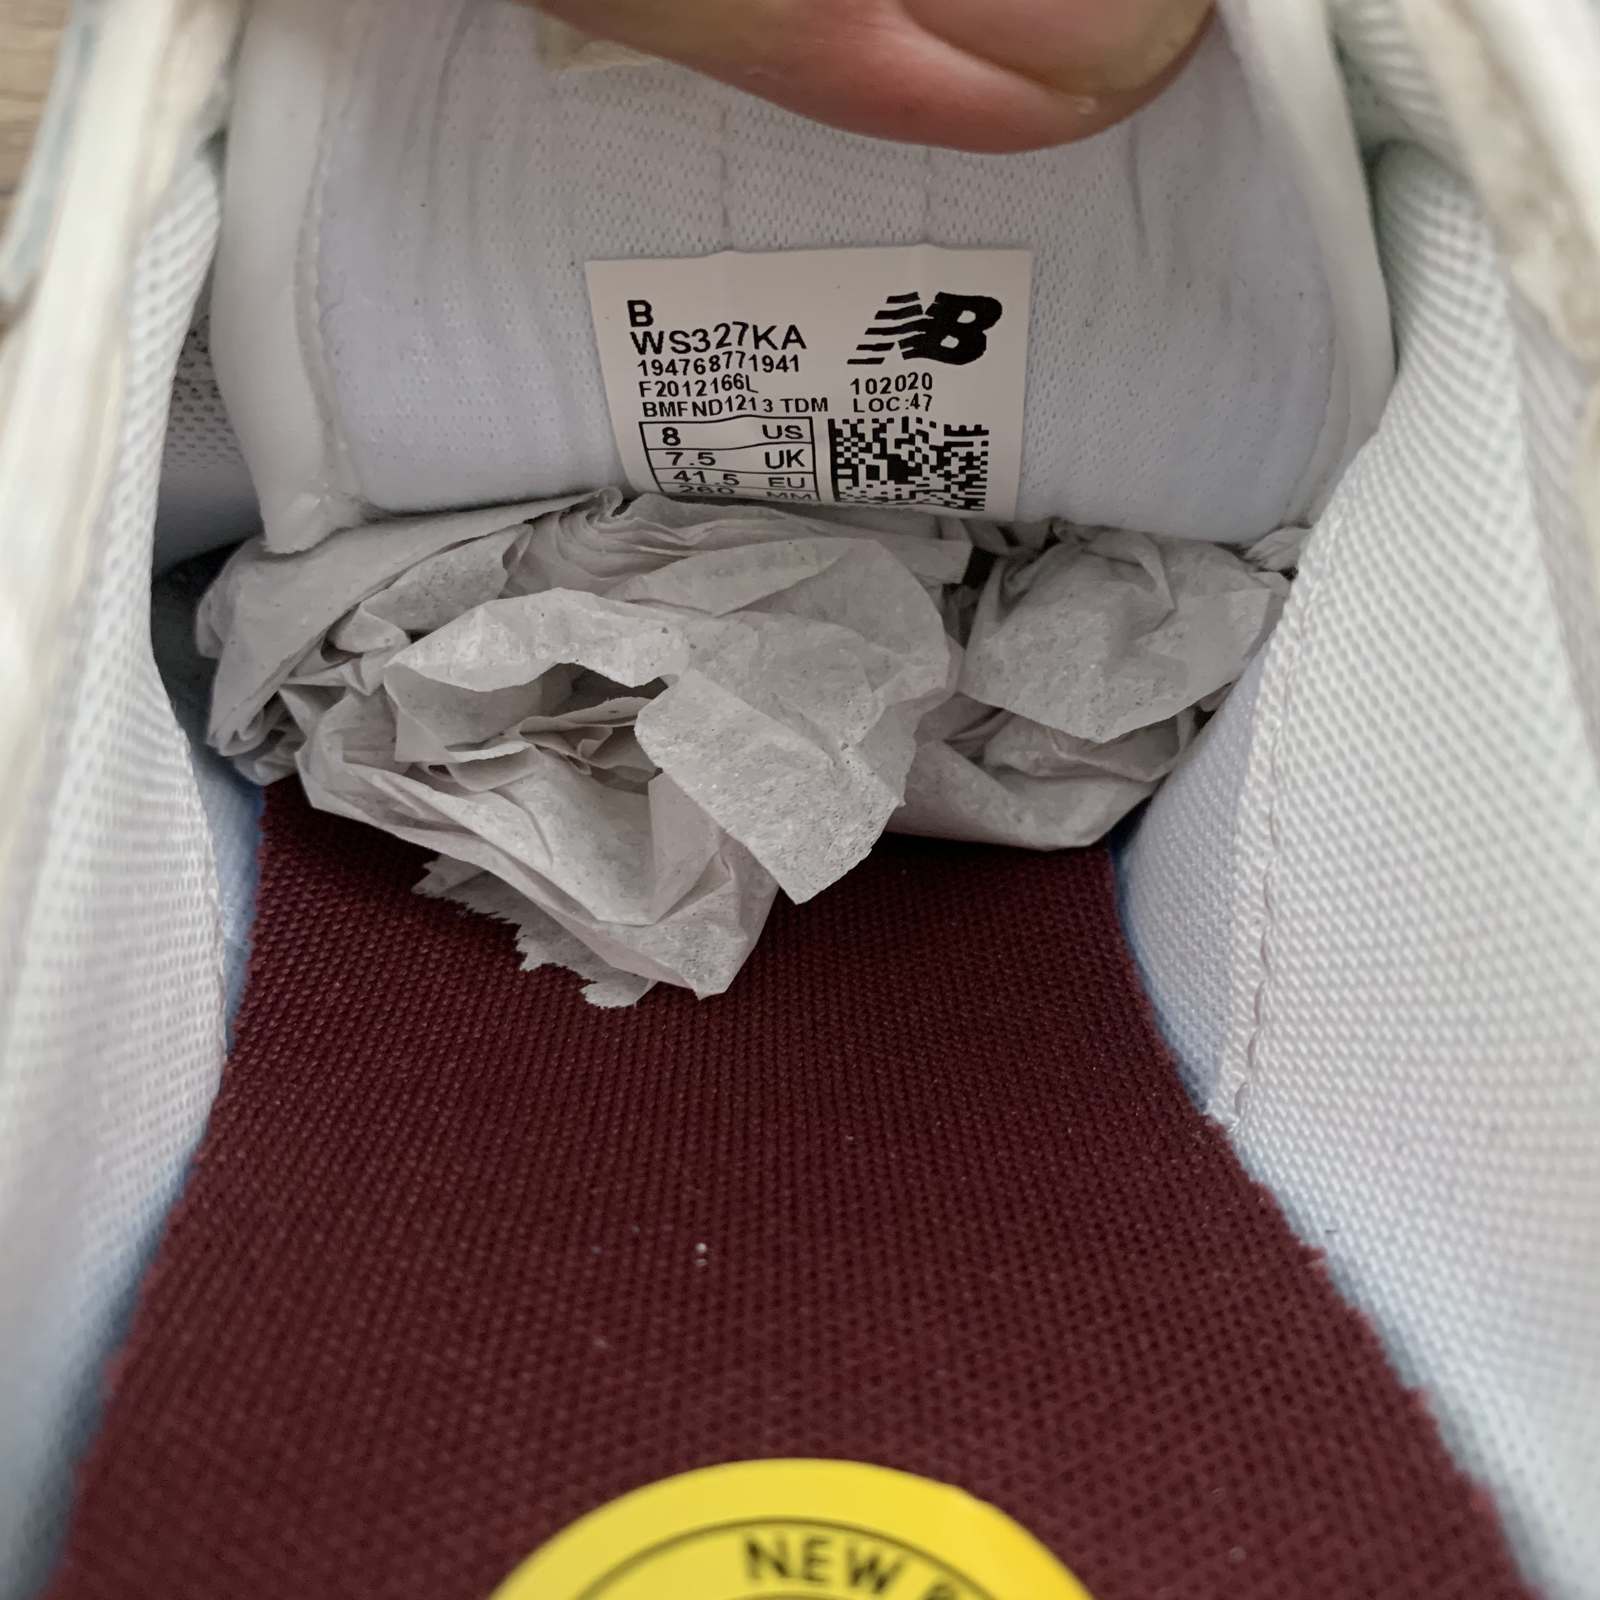 B
WS327KA
194768771941
F2012166L 102020
BMFND1213 TDM LOC:47
8 US
7.5 UK
41.5 EU
260 MM
NB
NEW